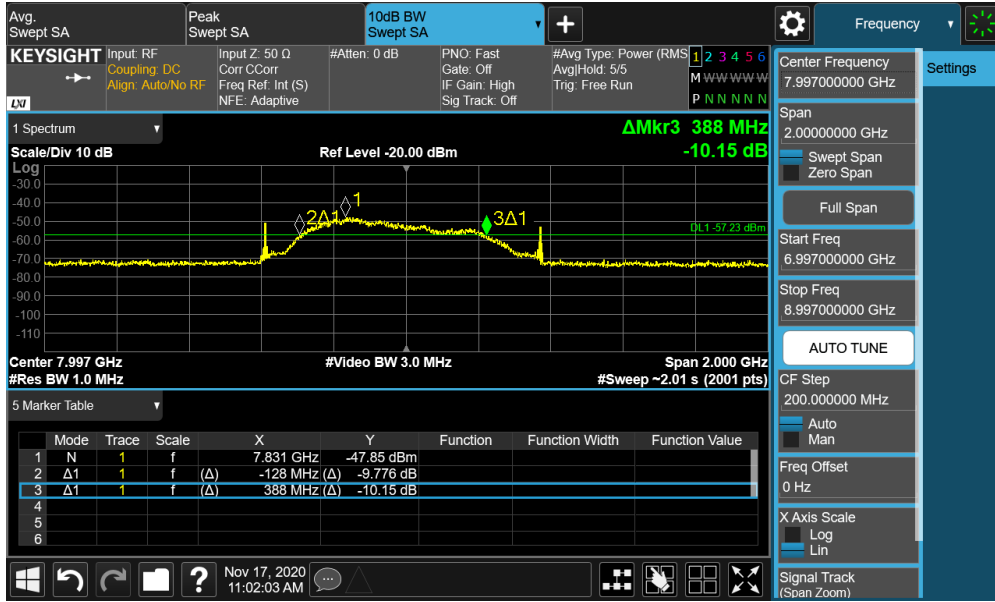 Avg.
Swept SA
Peak
Swept SA
10dB BW
Swept SA
Frequency
KEYSIGHT
LXI
Input: RF
Coupling: DC
Align: Auto/No RF
Input Z: 50 Ω
Corr CCorr
Freq Ref: Int (S)
NFE: Adaptive
#Atten: 0 dB
PNO: Fast
Gate: Off
IF Gain: High
Sig Track: Off
#Avg Type: Power (RMS
Avg|Hold: 5/5
Trig: Free Run
1 2 3 4 5 6
M W W W W W
P N N N N N
1 Spectrum
Scale/Div 10 dB
Ref Level -20.00 dBm
ΔMkr3 388 MHz
-10.15 dB
Log
-30.0
-40.0
-50.0
-60.0
-70.0
-80.0
-90.0
-100
-110
1
2Δ1
3Δ1
DL1 -57.23 dBm
Center 7.997 GHz
#Video BW 3.0 MHz
Span 2.000 GHz
#Res BW 1.0 MHz
#Sweep ~2.01 s (2001 pts)
5 Marker Table
Mode Trace Scale X Y Function Function Width Function Value
1 N 1 f 7.831 GHz -47.85 dBm
2 Δ1 1 f (Δ) -128 MHz (Δ) -9.776 dB
3 Δ1 1 f (Δ) 388 MHz (Δ) -10.15 dB
4
5
6
Nov 17, 2020
11:02:03 AM
Center Frequency
7.997000000 GHz
Settings
Span
2.00000000 GHz
Swept Span
Zero Span
Full Span
Start Freq
6.997000000 GHz
Stop Freq
8.997000000 GHz
AUTO TUNE
CF Step
200.000000 MHz
Auto
Man
Freq Offset
0 Hz
X Axis Scale
Log
Lin
Signal Track
(Span Zoom)